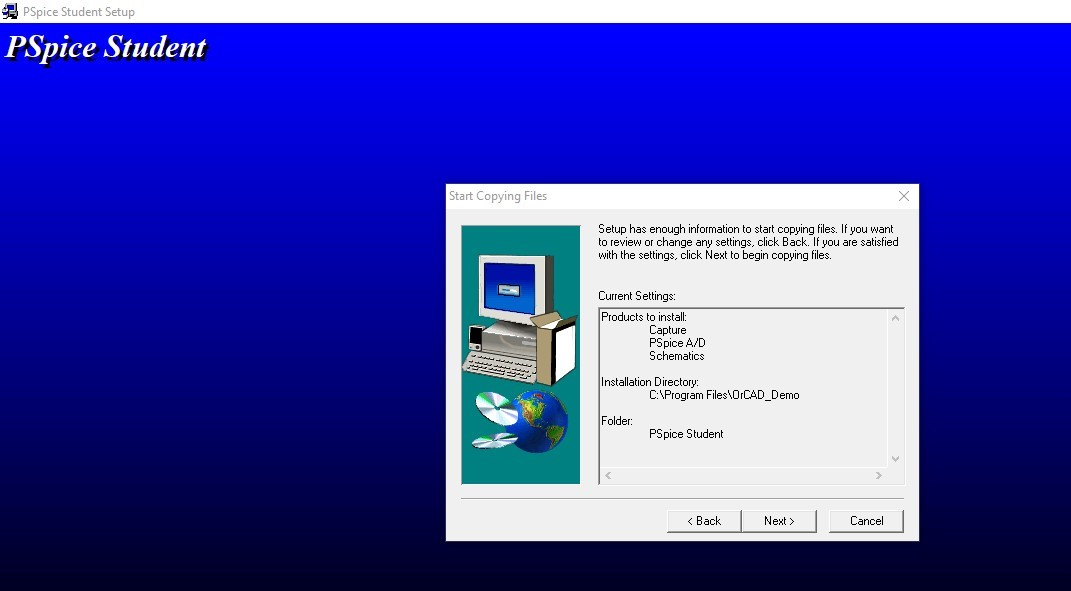 PSpice Student Setup
PSpice Student
Start Copying Files
Setup has enough information to start copying files. If you want
to review or change any settings, click Back. If you are satisfied
with the settings, click Next to begin copying files.
Current Settings:
Products to install:
Capture
PSpice A/D
Schematics
Installation Directory:
C:\Program Files\OrCAD_Demo
Folder:
PSpice Student
< Back Next > Cancel